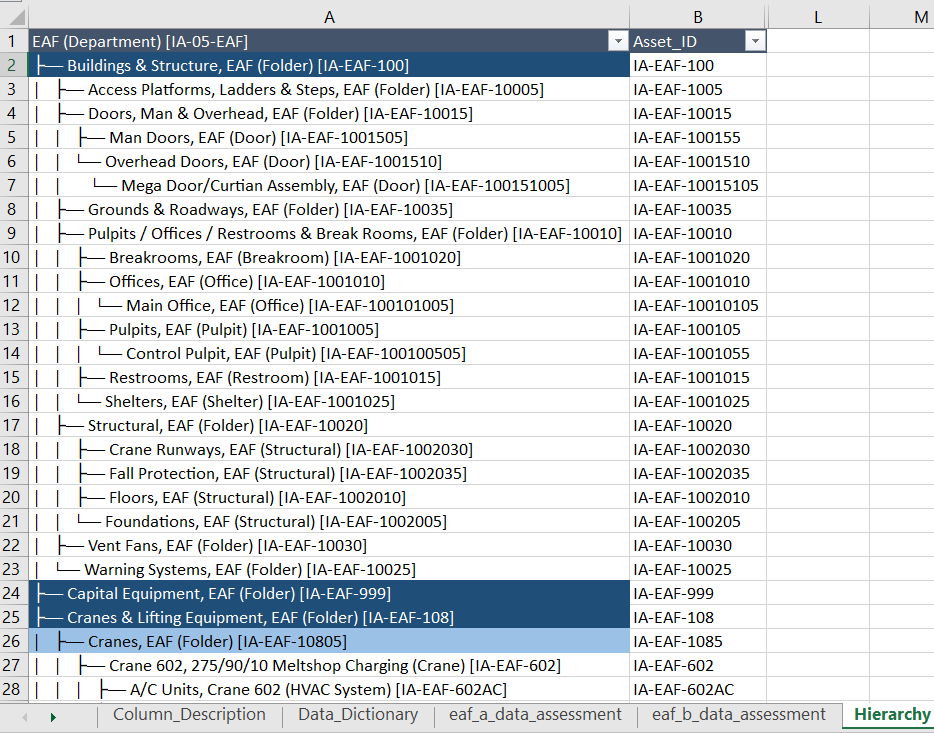 A B L M
1 EAF (Department) [IA-05-EAF] Asset_ID
2 ├── Buildings & Structure, EAF (Folder) [IA-EAF-100] IA-EAF-100
3 | ├── Access Platforms, Ladders & Steps, EAF (Folder) [IA-EAF-10005] IA-EAF-1005
4 | ├── Doors, Man & Overhead, EAF (Folder) [IA-EAF-10015] IA-EAF-10015
5 | | ├── Man Doors, EAF (Door) [IA-EAF-1001505] IA-EAF-100155
6 | | └── Overhead Doors, EAF (Door) [IA-EAF-1001510] IA-EAF-1001510
7 | | └── Mega Door/Curtian Assembly, EAF (Door) [IA-EAF-100151005] IA-EAF-10015105
8 | ├── Grounds & Roadways, EAF (Folder) [IA-EAF-10035] IA-EAF-10035
9 | ├── Pulpits / Offices / Restrooms & Break Rooms, EAF (Folder) [IA-EAF-10010] IA-EAF-10010
10 | | ├── Breakrooms, EAF (Breakroom) [IA-EAF-1001020] IA-EAF-1001020
11 | | ├── Offices, EAF (Office) [IA-EAF-1001010] IA-EAF-1001010
12 | | | └── Main Office, EAF (Office) [IA-EAF-100101005] IA-EAF-10010105
13 | | ├── Pulpits, EAF (Pulpit) [IA-EAF-1001005] IA-EAF-100105
14 | | | └── Control Pulpit, EAF (Pulpit) [IA-EAF-100100505] IA-EAF-1001055
15 | | ├── Restrooms, EAF (Restroom) [IA-EAF-1001015] IA-EAF-1001015
16 | | └── Shelters, EAF (Shelter) [IA-EAF-1001025] IA-EAF-1001025
17 | ├── Structural, EAF (Folder) [IA-EAF-10020] IA-EAF-10020
18 | | ├── Crane Runways, EAF (Structural) [IA-EAF-1002030] IA-EAF-1002030
19 | | ├── Fall Protection, EAF (Structural) [IA-EAF-1002035] IA-EAF-1002035
20 | | ├── Floors, EAF (Structural) [IA-EAF-1002010] IA-EAF-1002010
21 | | └── Foundations, EAF (Structural) [IA-EAF-1002005] IA-EAF-100205
22 | ├── Vent Fans, EAF (Folder) [IA-EAF-10030] IA-EAF-10030
23 | └── Warning Systems, EAF (Folder) [IA-EAF-10025] IA-EAF-10025
24 ├── Capital Equipment, EAF (Folder) [IA-EAF-999] IA-EAF-999
25 ├── Cranes & Lifting Equipment, EAF (Folder) [IA-EAF-108] IA-EAF-108
26 | ├── Cranes, EAF (Folder) [IA-EAF-10805] IA-EAF-1085
27 | | ├── Crane 602, 275/90/10 Meltshop Charging (Crane) [IA-EAF-602] IA-EAF-602
28 | | | ├── A/C Units, Crane 602 (HVAC System) [IA-EAF-602AC] IA-EAF-602AC
Column_Description Data_Dictionary eaf_a_data_assessment eaf_b_data_assessment Hierarchy